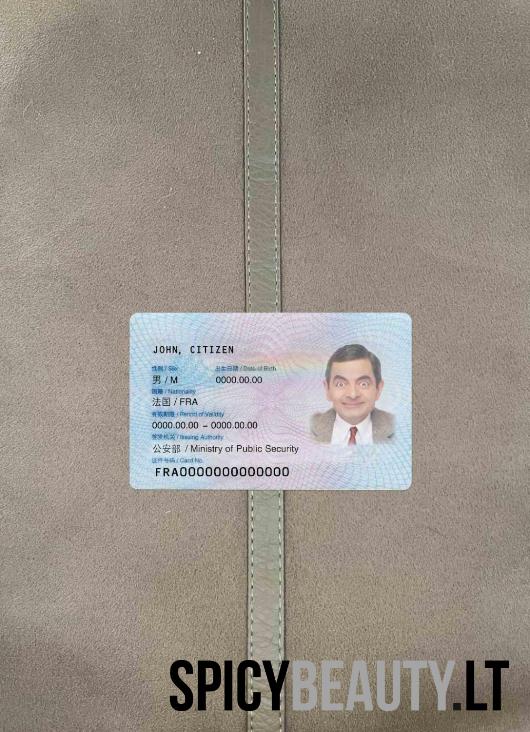 JOHN, CITIZEN
性别 / Sex 出生日期 / Date of Birth
男 / M 0000.00.00
国籍 / Nationality
法国 / FRA
有效期限 / Period of Validity
0000.00.00 – 0000.00.00
签发机关 / Issuing Authority
公安部 / Ministry of Public Security
证件号码 / Card No.
FRA0000000000000
SPICYBEAUTY.LT